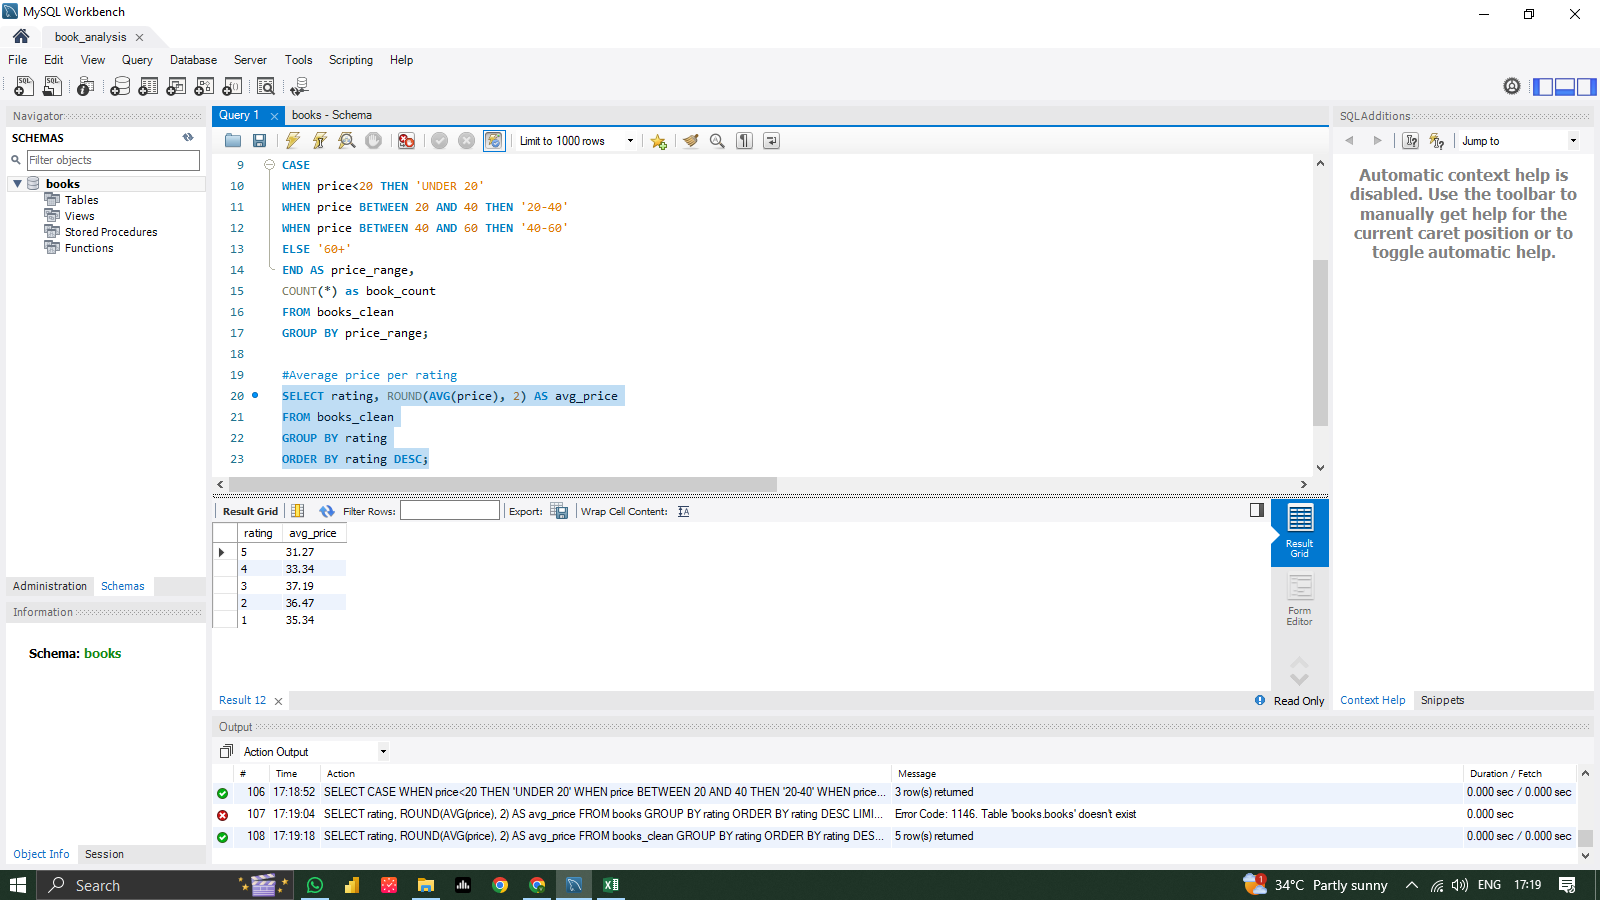 MySQL Workbench
book_analysis
File Edit View Query Database Server Tools Scripting Help
Navigator
SCHEMAS
Filter objects
books
Tables
Views
Stored Procedures
Functions
Administration Schemas
Information
Schema: books
Object Info Session
Query 1 books - Schema
Limit to 1000 rows
9 CASE
10 WHEN price<20 THEN 'UNDER 20'
11 WHEN price BETWEEN 20 AND 40 THEN '20-40'
12 WHEN price BETWEEN 40 AND 60 THEN '40-60'
13 ELSE '60+'
14 END AS price_range,
15 COUNT(*) as book_count
16 FROM books_clean
17 GROUP BY price_range;
18
19 #Average price per rating
20 SELECT rating, ROUND(AVG(price), 2) AS avg_price
21 FROM books_clean
22 GROUP BY rating
23 ORDER BY rating DESC;
Result Grid Filter Rows: Export: Wrap Cell Content:
rating avg_price
5 31.27
4 33.34
3 37.19
2 36.47
1 35.34
Result Grid
Form Editor
Result 12 Read Only
SQLAdditions
Jump to
Automatic context help is
disabled. Use the toolbar to
manually get help for the
current caret position or to
toggle automatic help.
Context Help Snippets
Output
Action Output
# Time Action Message Duration / Fetch
106 17:18:52 SELECT CASE WHEN price<20 THEN 'UNDER 20' WHEN price BETWEEN 20 AND 40 THEN '20-40' WHEN price... 3 row(s) returned 0.000 sec / 0.000 sec
107 17:19:04 SELECT rating, ROUND(AVG(price), 2) AS avg_price FROM books GROUP BY rating ORDER BY rating DESC LIMI... Error Code: 1146. Table 'books.books' doesn't exist 0.000 sec
108 17:19:18 SELECT rating, ROUND(AVG(price), 2) AS avg_price FROM books_clean GROUP BY rating ORDER BY rating DES... 5 row(s) returned 0.000 sec / 0.000 sec
Search 1 34°C Partly sunny ENG 17:19